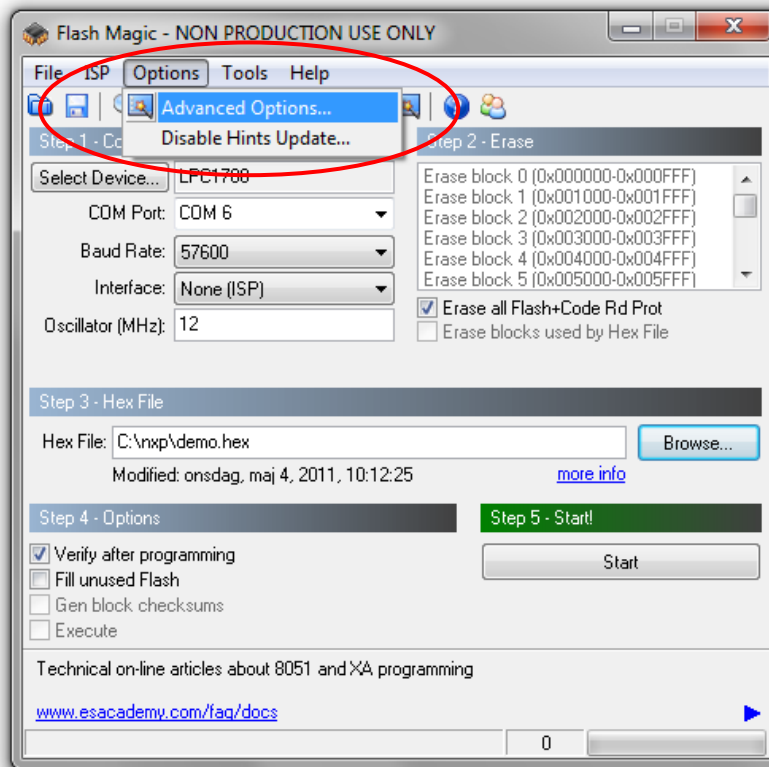 Flash Magic - NON PRODUCTION USE ONLY
File ISP Options Tools Help
Advanced Options...
Disable Hints Update...
Step 1 - Co
Step 2 - Erase
Select Device... LPC1788
COM Port: COM 6
Baud Rate: 57600
Interface: None (ISP)
Oscillator (MHz): 12
Erase block 0 (0x000000-0x000FFF)
Erase block 1 (0x001000-0x001FFF)
Erase block 2 (0x002000-0x002FFF)
Erase block 3 (0x003000-0x003FFF)
Erase block 4 (0x004000-0x004FFF)
Erase block 5 (0x005000-0x005FFF)
Erase all Flash+Code Rd Prot
Erase blocks used by Hex File
Step 3 - Hex File
Hex File: C:\nxp\demo.hex Browse...
Modified: onsdag, maj 4, 2011, 10:12:25 more info
Step 4 - Options
Step 5 - Start!
Verify after programming
Fill unused Flash
Gen block checksums
Execute
Start
Technical on-line articles about 8051 and XA programming
www.esacademy.com/faq/docs
0